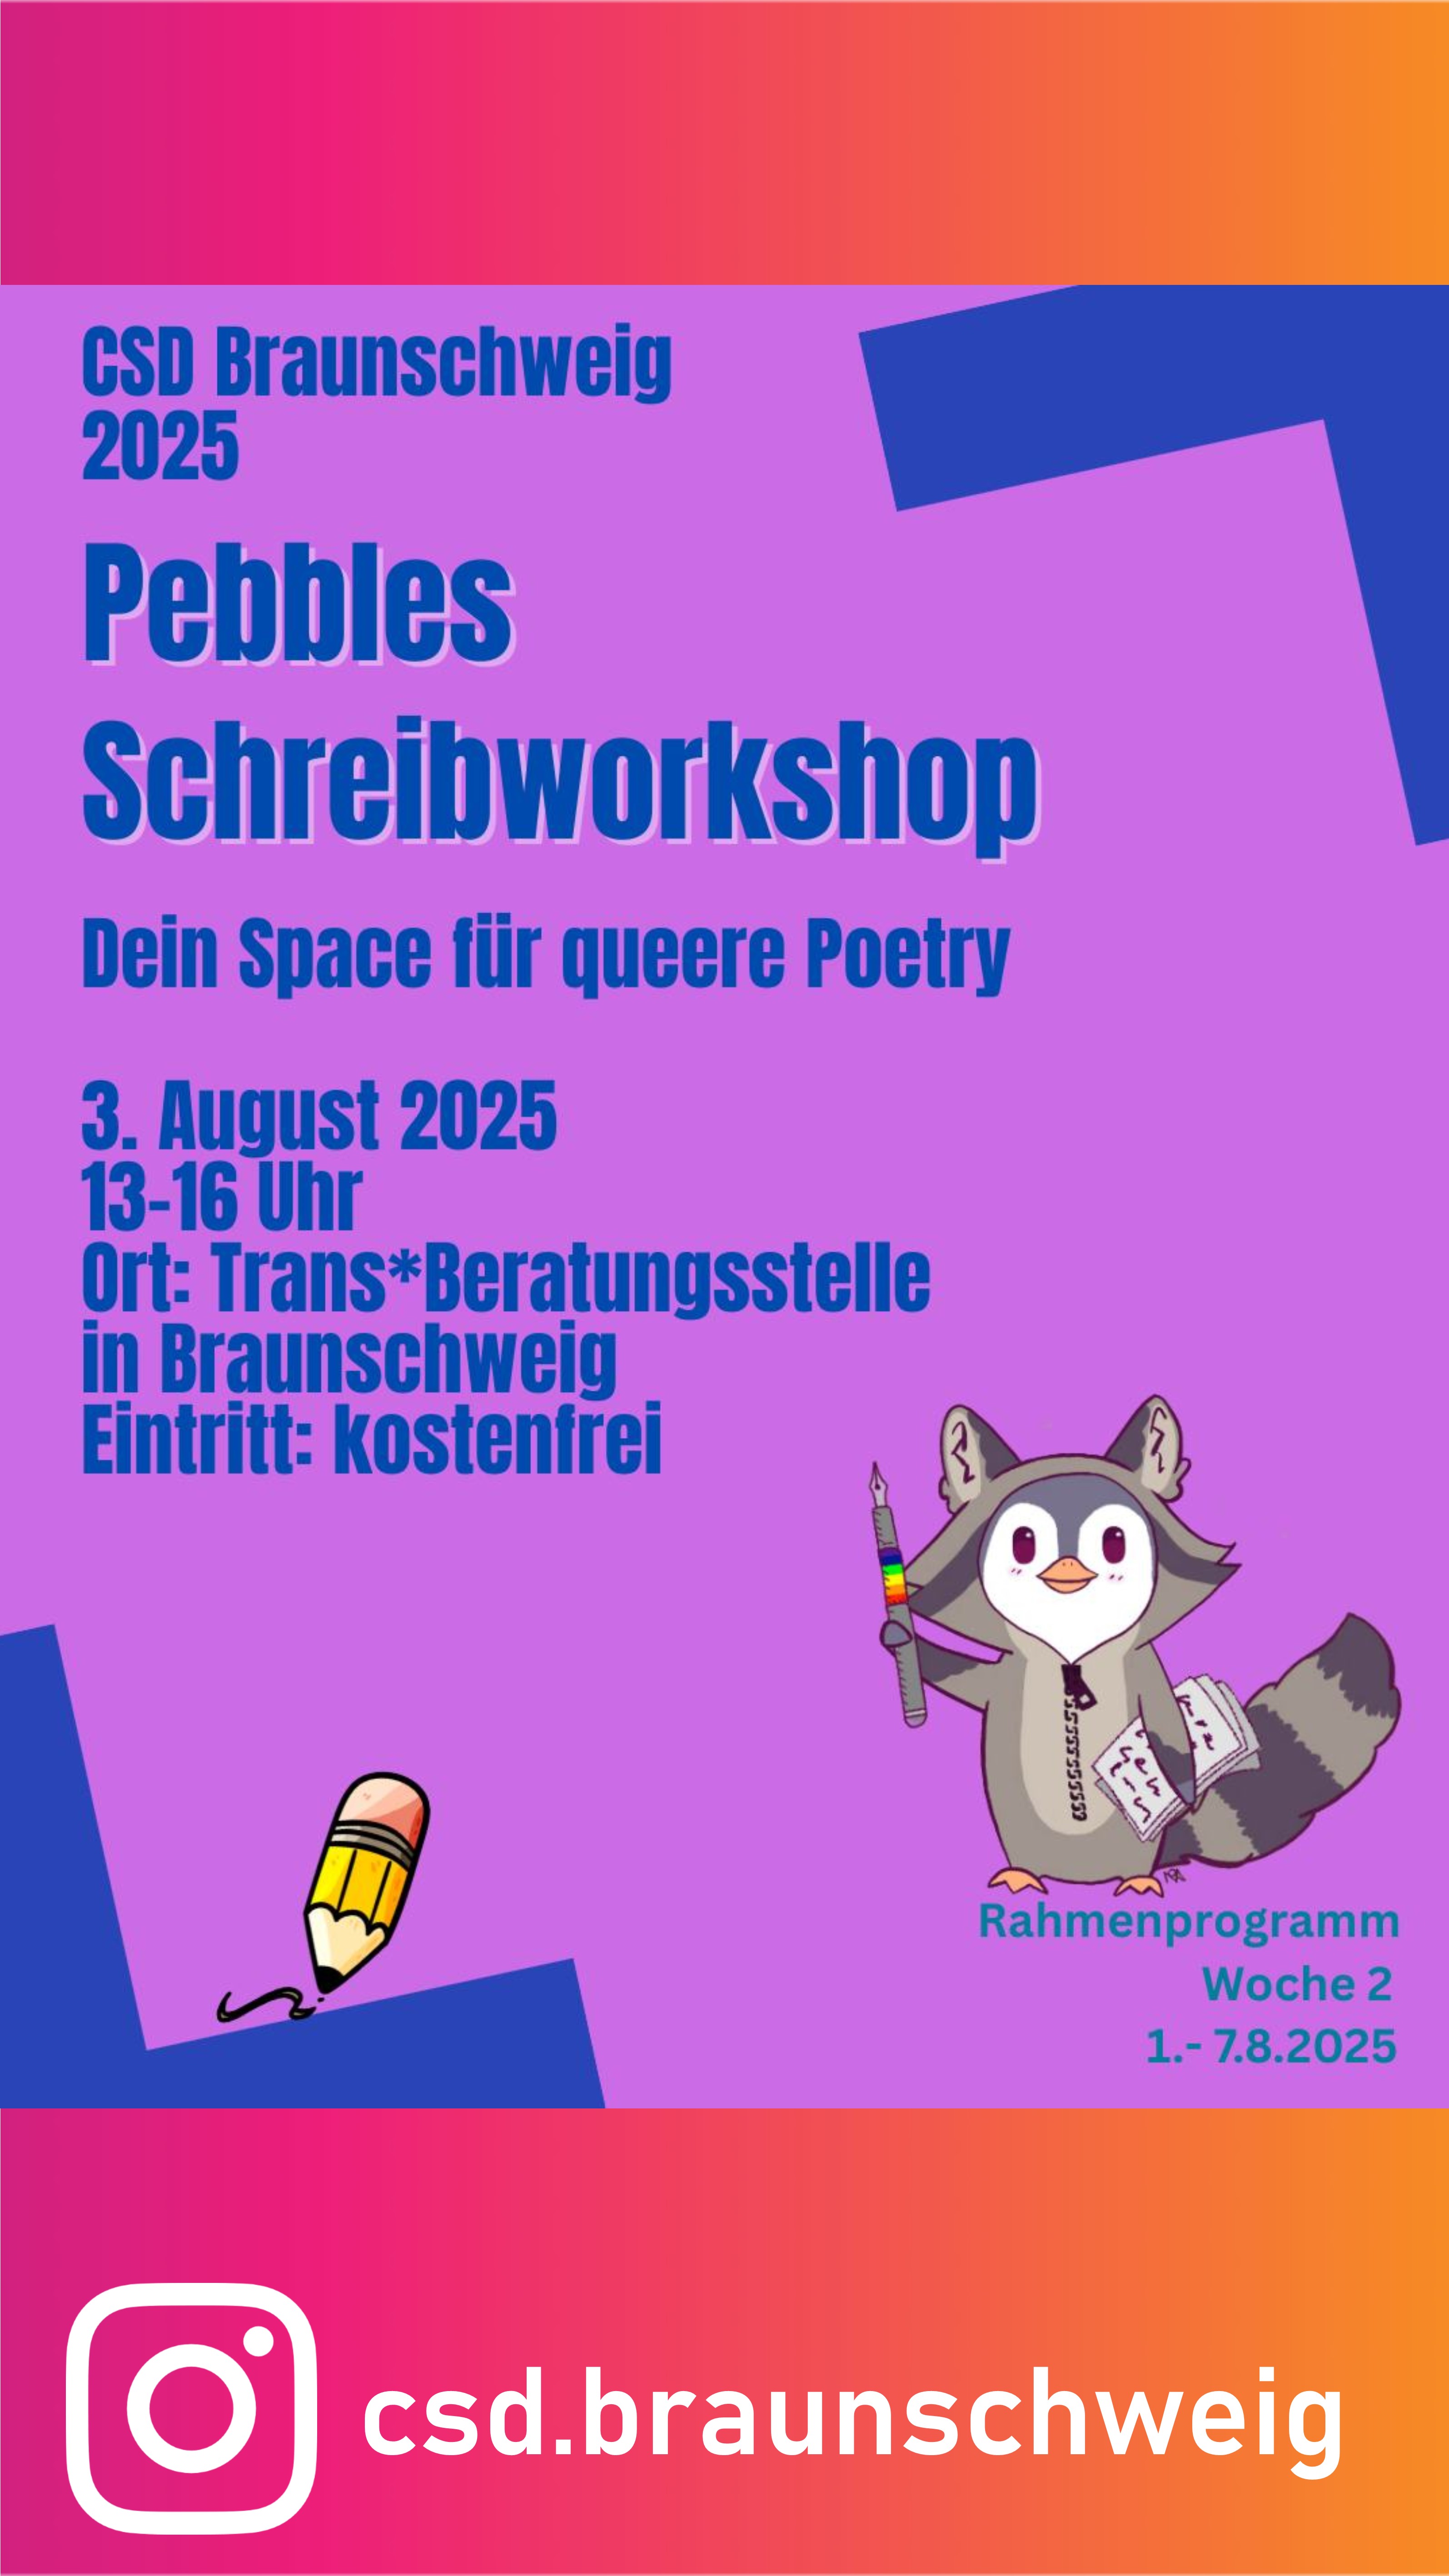 CSD Braunschweig
2025
Pebbles
Schreibworkshop
Dein Space für queere Poetry
3. August 2025
13-16 Uhr
Ort: Trans*Beratungsstelle
in Braunschweig
Eintritt: kostenfrei
Rahmenprogramm
Woche 2
1.- 7.8.2025
csd.braunschweig